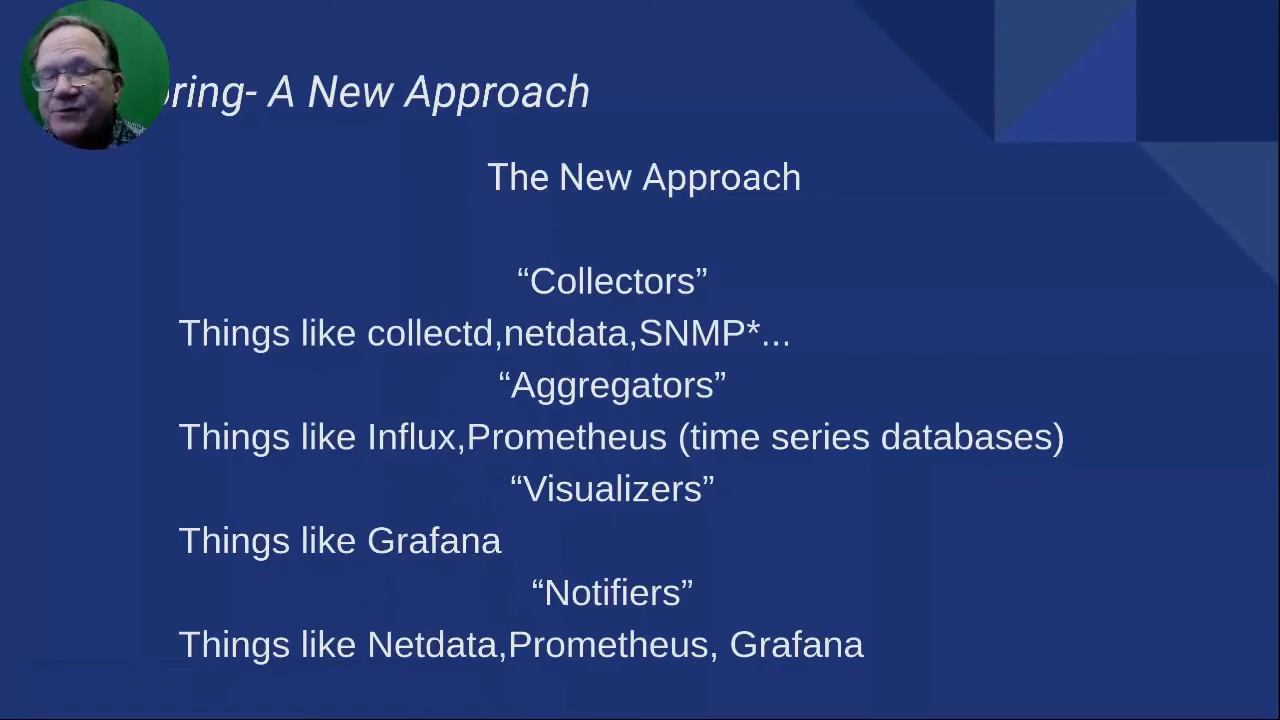 oring- A New Approach
The New Approach
“Collectors”
Things like collectd,netdata,SNMP*...
“Aggregators”
Things like Influx,Prometheus (time series databases)
“Visualizers”
Things like Grafana
“Notifiers”
Things like Netdata,Prometheus, Grafana